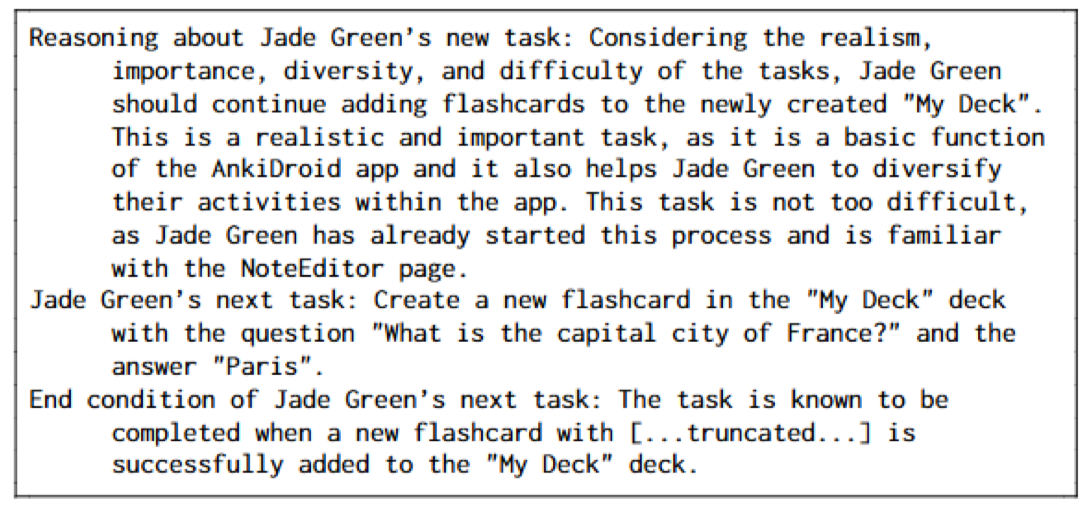 Reasoning about Jade Green's new task: Considering the realism,
importance, diversity, and difficulty of the tasks, Jade Green
should continue adding flashcards to the newly created "My Deck".
This is a realistic and important task, as it is a basic function
of the AnkiDroid app and it also helps Jade Green to diversify
their activities within the app. This task is not too difficult,
as Jade Green has already started this process and is familiar
with the NoteEditor page.
Jade Green's next task: Create a new flashcard in the "My Deck" deck
with the question "What is the capital city of France?" and the
answer "Paris".
End condition of Jade Green's next task: The task is known to be
completed when a new flashcard with [...truncated...] is
successfully added to the "My Deck" deck.